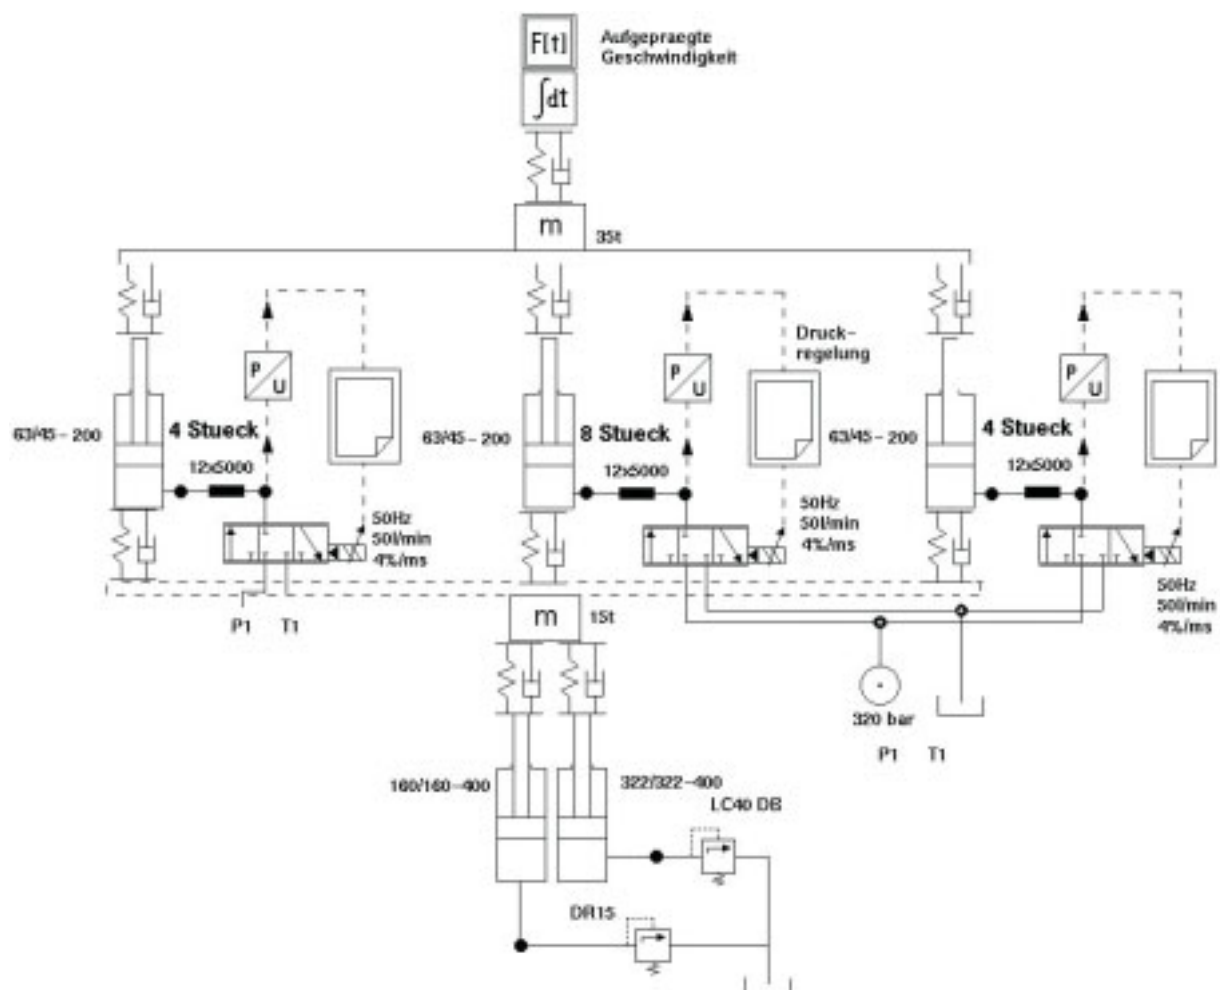 F[t]
Aufgepraegte
Geschwindigkeit
∫dt
m
35t
Druck-
regelung
P
U
P
U
P
U
63/45-200
4 Stueck
63/45-200
8 Stueck
63/45-200
4 Stueck
12x5000
12x5000
12x5000
50Hz
50l/min
4%/ms
50Hz
50l/min
4%/ms
50Hz
50l/min
4%/ms
P1
T1
m
15t
320 bar
P1
T1
160/160-400
322/322-400
LC40 DB
DR15